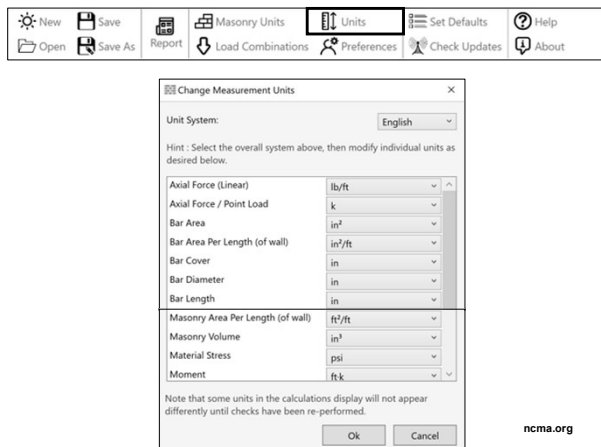 New Save Report Masonry Units Units Set Defaults Help
Open Save As Load Combinations Preferences Check Updates About
Change Measurement Units ×
Unit System: English
Hint : Select the overall system above, then modify individual units as
desired below.
Axial Force (Linear) lb/ft
Axial Force / Point Load k
Bar Area in²
Bar Area Per Length (of wall) in²/ft
Bar Cover in
Bar Diameter in
Bar Length in
Masonry Area Per Length (of wall) ft²/ft
Masonry Volume in³
Material Stress psi
Moment ft·k
Note that some units in the calculations display will not appear
differently until checks have been re-performed.
Ok Cancel
ncma.org